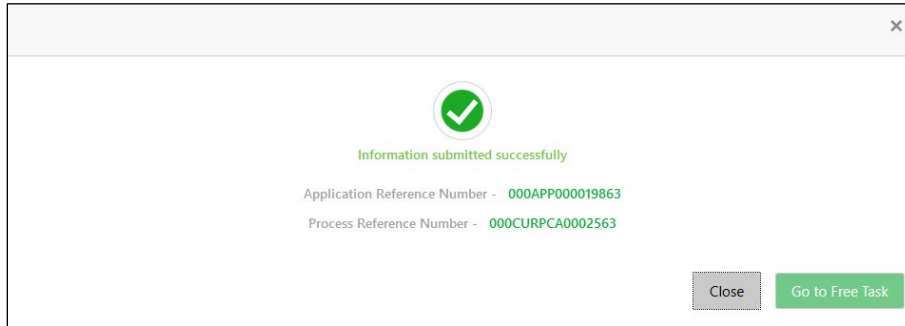 ×
Information submitted successfully
Application Reference Number - 000APP000019863
Process Reference Number - 000CURPCA0002563
Close Go to Free Task